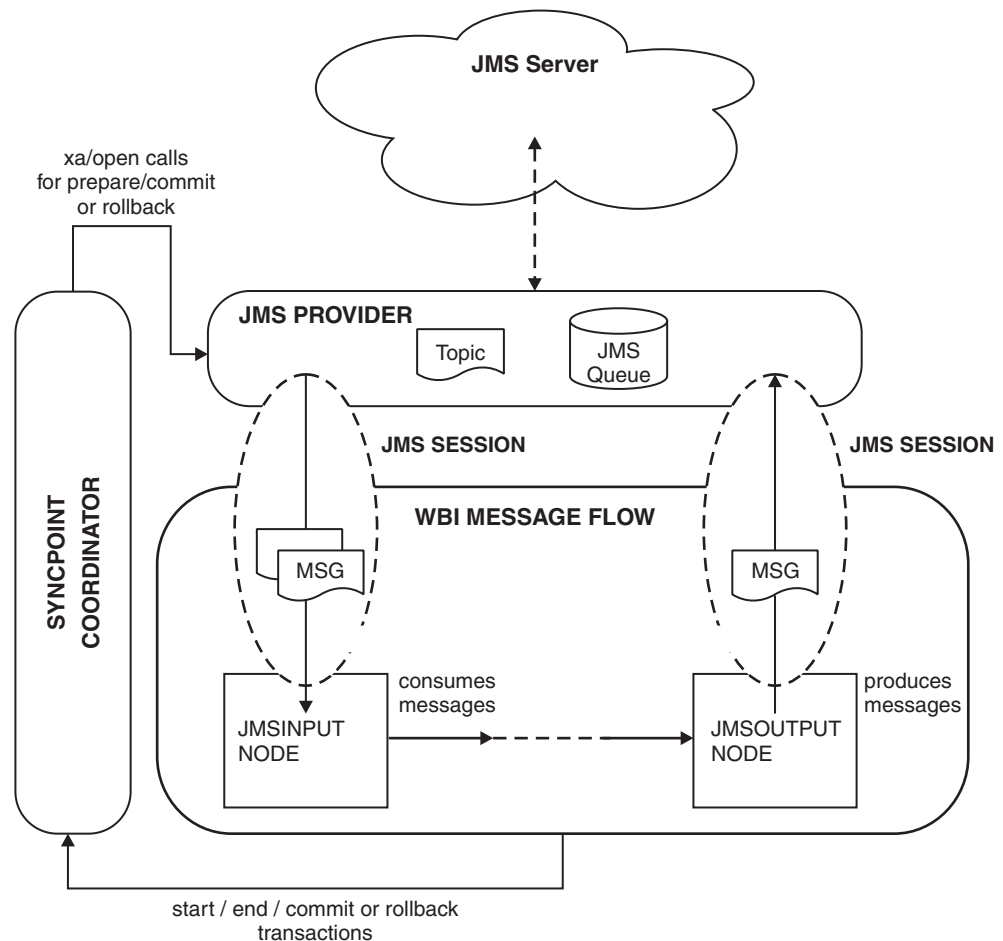 JMS Server
xa/open calls
for prepare/commit
or rollback
JMS PROVIDER
Topic
JMS
Queue
JMS SESSION
JMS SESSION
WBI MESSAGE FLOW
SYNCPOINT
COORDINATOR
MSG
MSG
consumes
messages
produces
messages
JMSINPUT
NODE
JMSOUTPUT
NODE
start / end / commit or rollback
transactions